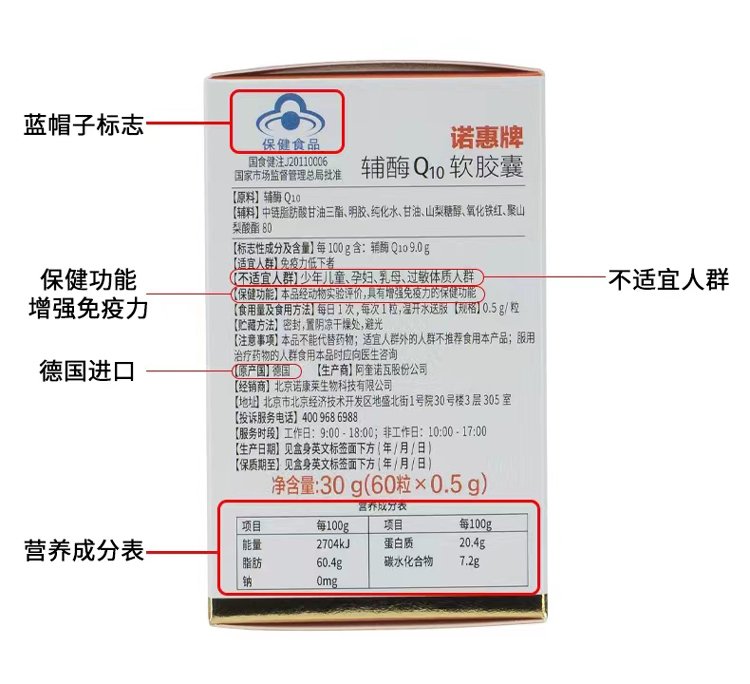 蓝帽子标志
保健食品
国食健注J20110006
国家市场监督管理总局批准
诺惠牌
辅酶Q10软胶囊
【原料】辅酶Q10
【辅料】中链脂肪酸甘油三酯、明胶、纯化水、甘油、山梨糖醇、氧化铁红、聚山
梨酸酯80
【标志性成分及含量】每100g含：辅酶Q10 9.0g
【适宜人群】免疫力低下者
【不适宜人群】少年儿童、孕妇、乳母、过敏体质人群
不适宜人群
保健功能
增强免疫力
【保健功能】本品经动物实验评价,具有增强免疫力的保健功能
【食用量及食用方法】每日1次,每次1粒,温开水送服【规格】0.5g/粒
【贮藏方法】密封,置阴凉干燥处,避光
【注意事项】本品不能代替药物；适宜人群外的人群不推荐食用本产品；服用
治疗药物的人群食用本品时应向医生咨询
德国进口
【原产国】德国 【生产商】阿奎诺瓦股份公司
【经销商】北京诺康莱生物科技有限公司
【地址】北京市北京经济技术开发区地盛北街1号院30号楼3层305室
【投诉服务电话】400 968 6988
【服务时段】工作日：9:00 - 18:00；非工作日：10:00 - 17:00
【生产日期】见盒身英文标签面下方(年/月/日)
【保质期至】见盒身英文标签面下方(年/月/日)
净含量:30g(60粒×0.5g)
营养成分表
营养成分表
项目 每100g 项目 每100g
能量 2704kJ 蛋白质 20.4g
脂肪 60.4g 碳水化合物 7.2g
钠 0mg